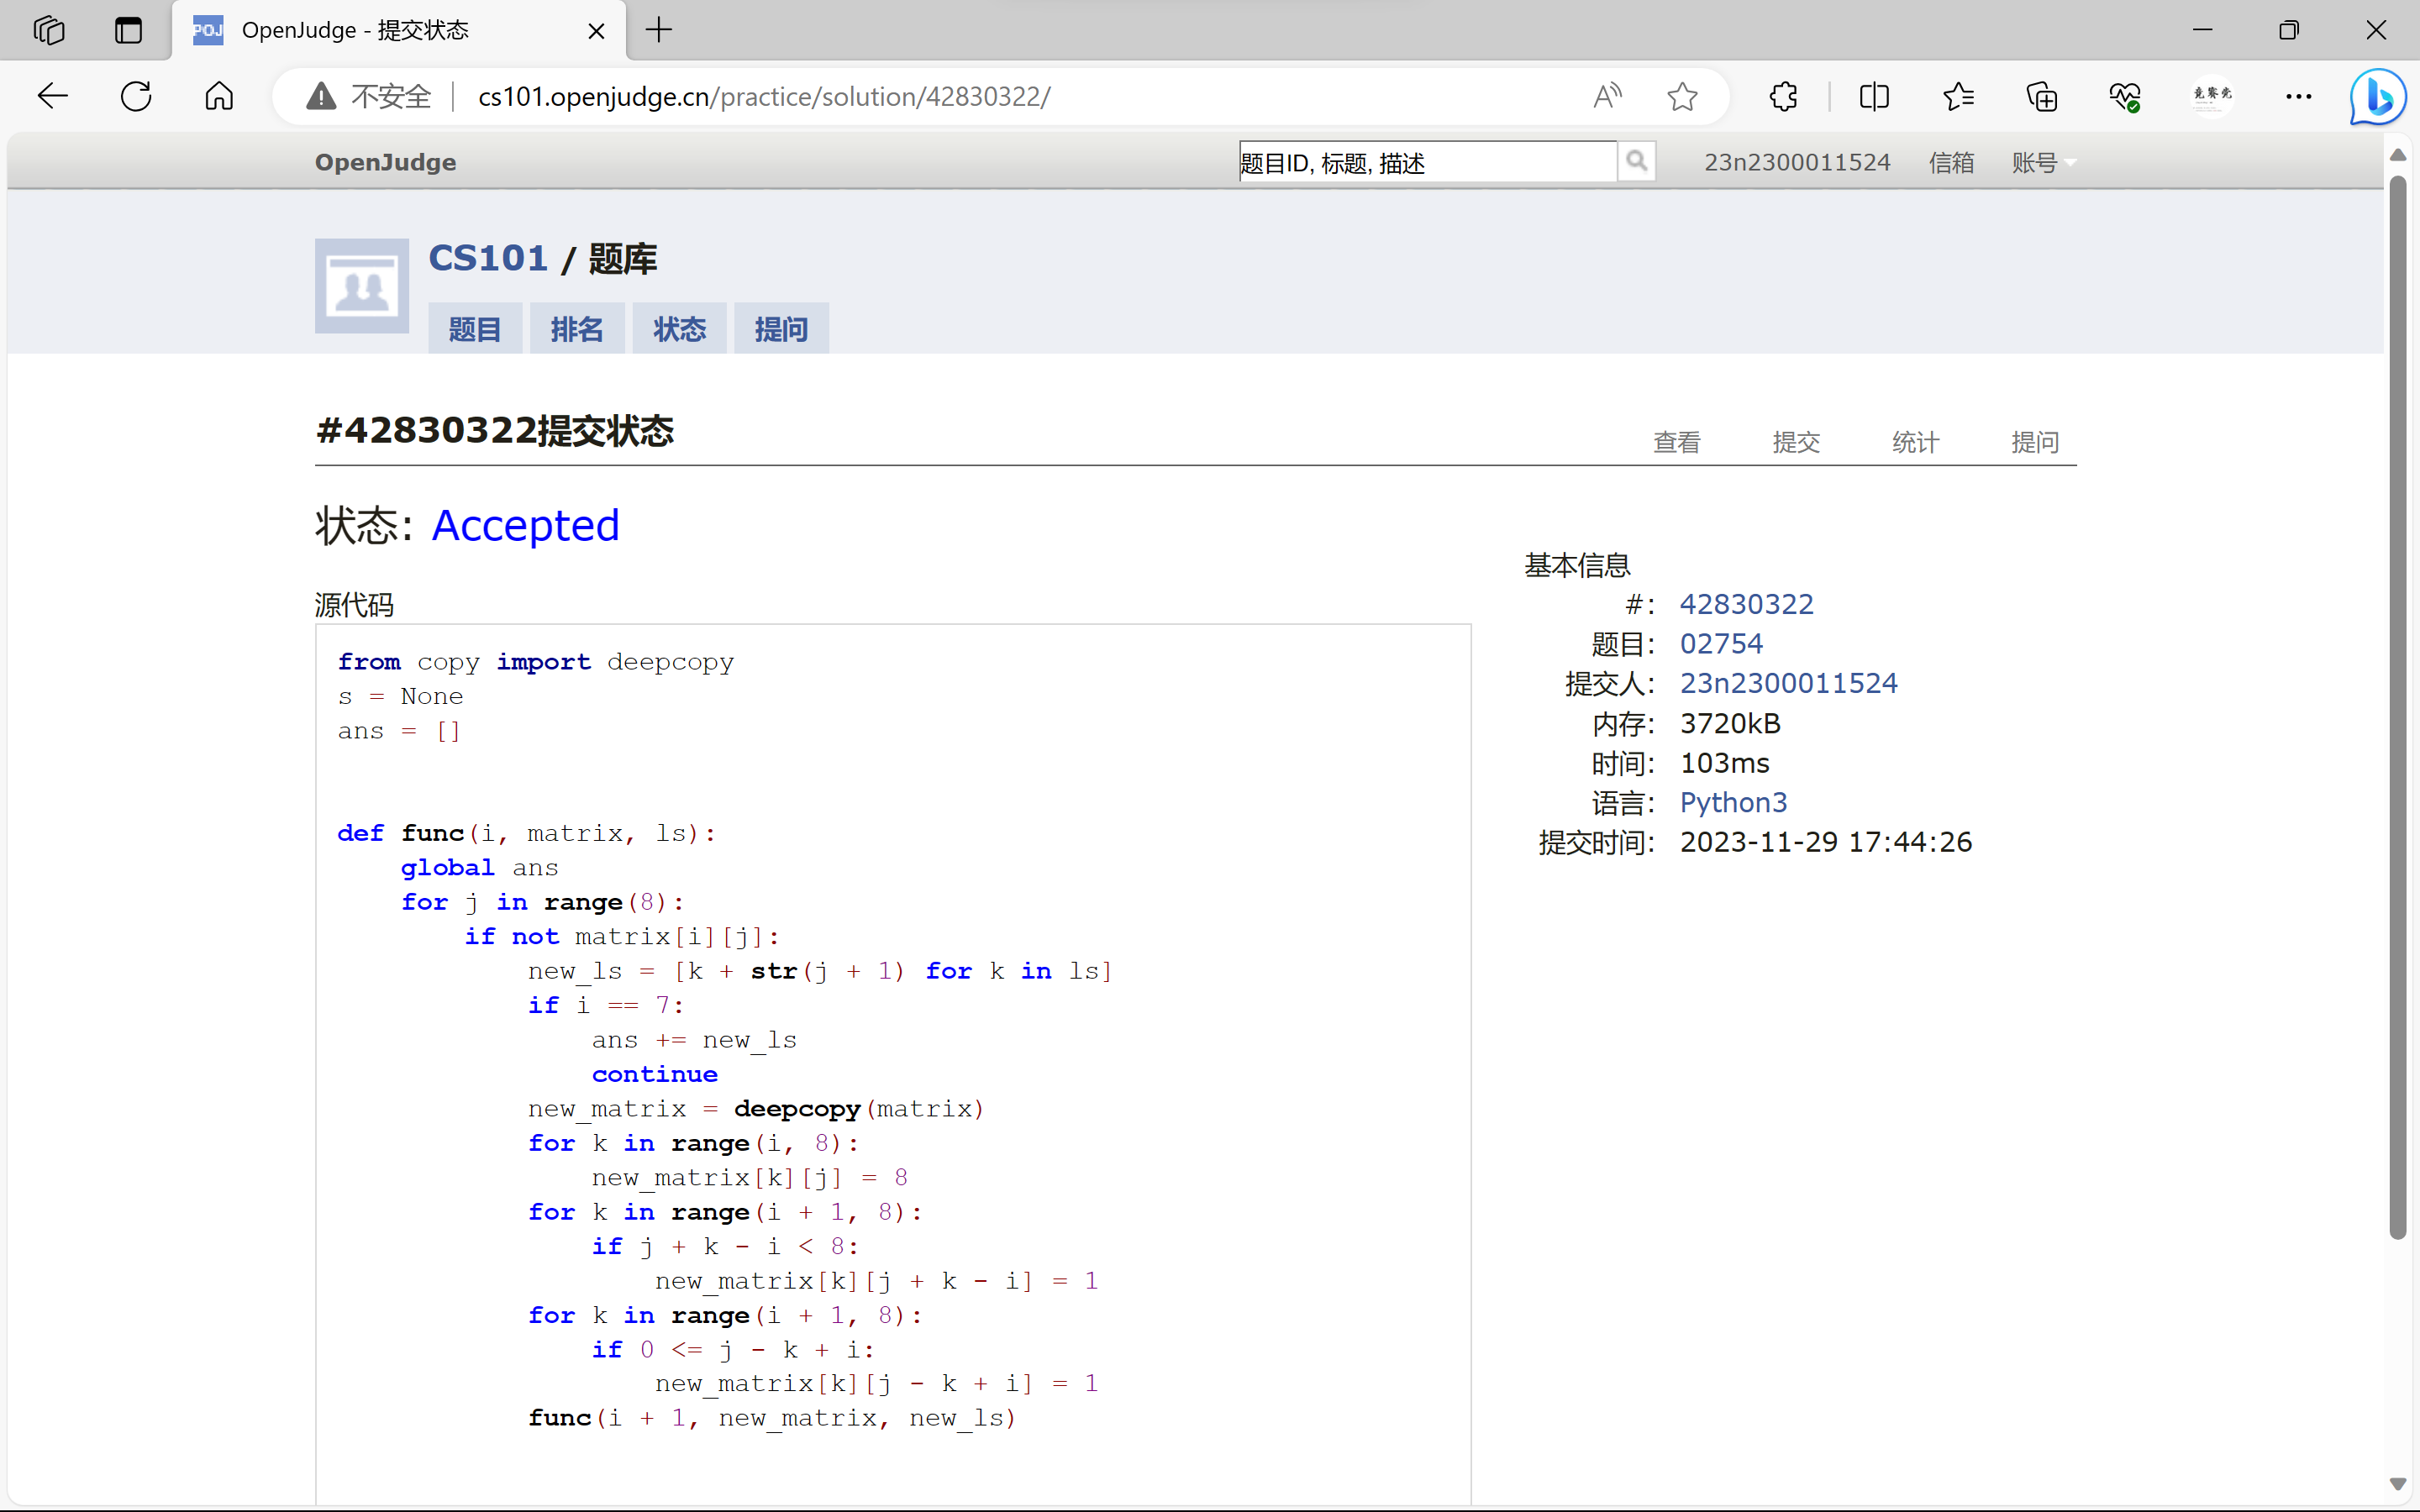 POJ OpenJudge - 提交状态
不安全 cs101.openjudge.cn/practice/solution/42830322/
竞赛党
OpenJudge 题目ID, 标题, 描述 23n2300011524 信箱 账号
CS101 / 题库
题目 排名 状态 提问
#42830322提交状态
查看 提交 统计 提问
状态: Accepted
源代码
from copy import deepcopy
s = None
ans = []
def func(i, matrix, ls):
    global ans
    for j in range(8):
        if not matrix[i][j]:
            new_ls = [k + str(j + 1) for k in ls]
            if i == 7:
                ans += new_ls
                continue
            new_matrix = deepcopy(matrix)
            for k in range(i, 8):
                new_matrix[k][j] = 8
            for k in range(i + 1, 8):
                if j + k - i < 8:
                    new_matrix[k][j + k - i] = 1
            for k in range(i + 1, 8):
                if 0 <= j - k + i:
                    new_matrix[k][j - k + i] = 1
            func(i + 1, new_matrix, new_ls)
基本信息
#: 42830322
题目: 02754
提交人: 23n2300011524
内存: 3720kB
时间: 103ms
语言: Python3
提交时间: 2023-11-29 17:44:26